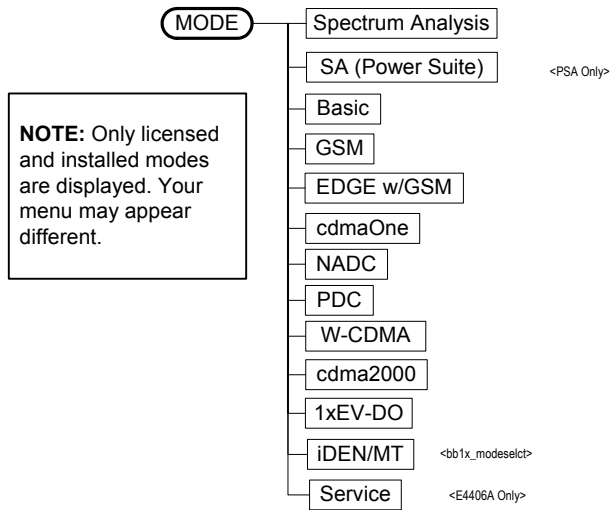 MODE
Spectrum Analysis
SA (Power Suite) <PSA Only>
Basic
NOTE: Only licensed
and installed modes
are displayed. Your
menu may appear
different.
GSM
EDGE w/GSM
cdmaOne
NADC
PDC
W-CDMA
cdma2000
1xEV-DO
iDEN/MT <bb1x_modeselct>
Service <E4406A Only>